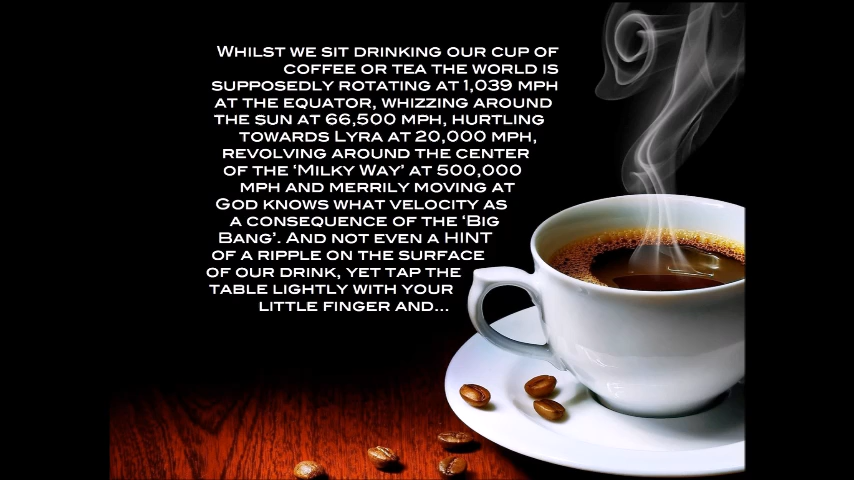 Whilst we sit drinking our cup of
coffee or tea the world is
supposedly rotating at 1,039 mph
at the equator, whizzing around
the sun at 66,500 mph, hurtling
towards Lyra at 20,000 mph,
revolving around the center
of the ‘Milky Way’ at 500,000
mph and merrily moving at
God knows what velocity as
a consequence of the ‘Big
Bang’. And not even a HINT
of a ripple on the surface
of our drink, yet tap the
table lightly with your
little finger and...